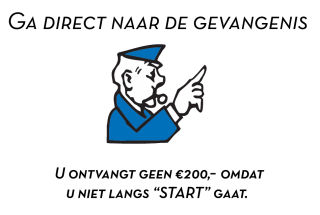 Ga direct naar de gevangenis
U ontvangt geen €200,- omdat
u niet langs “START” gaat.